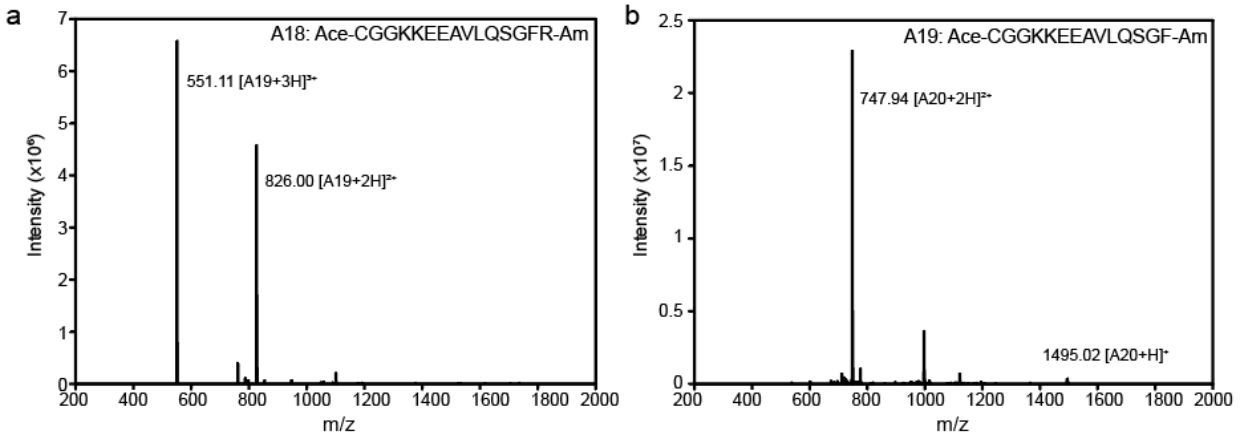 a
A18: Ace-CGGKKEEAVLQSGFR-Am
551.11 [A19+3H]³⁺
826.00 [A19+2H]²⁺
Intensity (x10⁶)
7
6
5
4
3
2
1
0
200 400 600 800 1000 1200 1400 1600 1800 2000
m/z
b
A19: Ace-CGGKKEEAVLQSGF-Am
747.94 [A20+2H]²⁺
1495.02 [A20+H]⁺
Intensity (x10⁷)
2.5
2
1.5
1
0.5
0
200 400 600 800 1000 1200 1400 1600 1800 2000
m/z